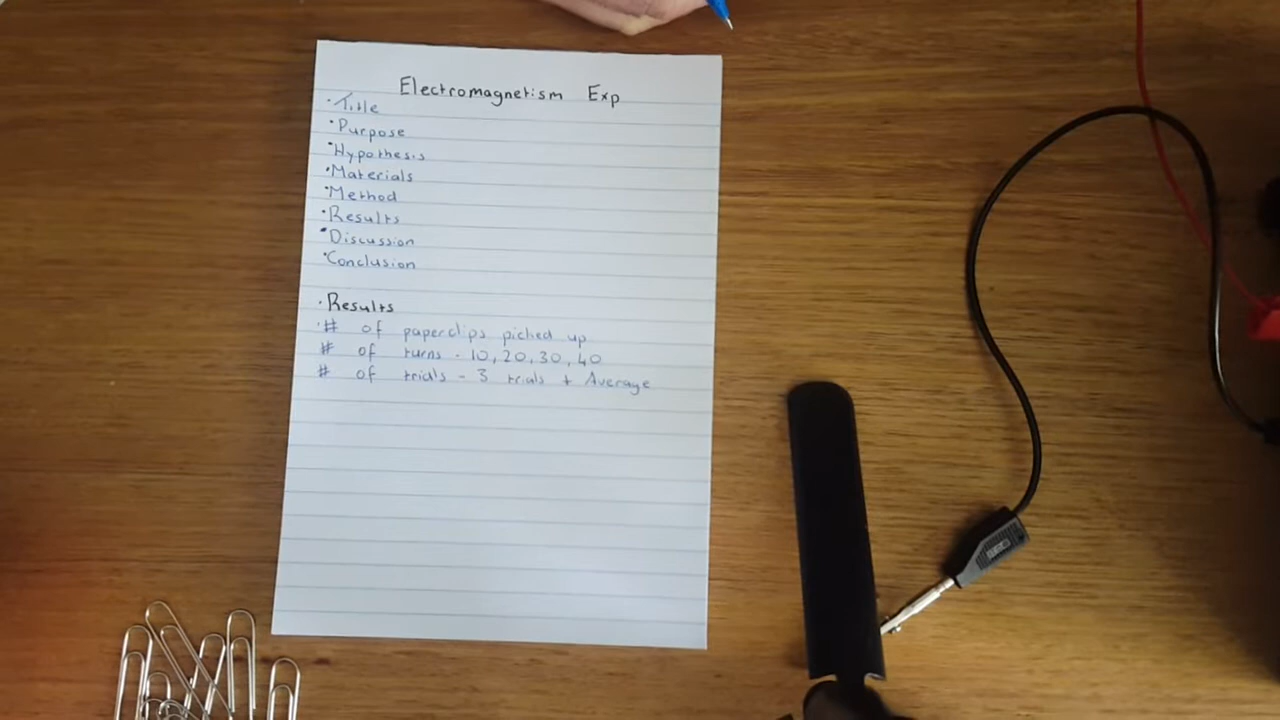 Electromagnetism Exp
· Title
· Purpose
· Hypothesis
· Materials
· Method
· Results
· Discussion
· Conclusion
· Results
· # of paperclips picked up
# of turns - 10, 20, 30, 40
# of trials - 3 trials + Average